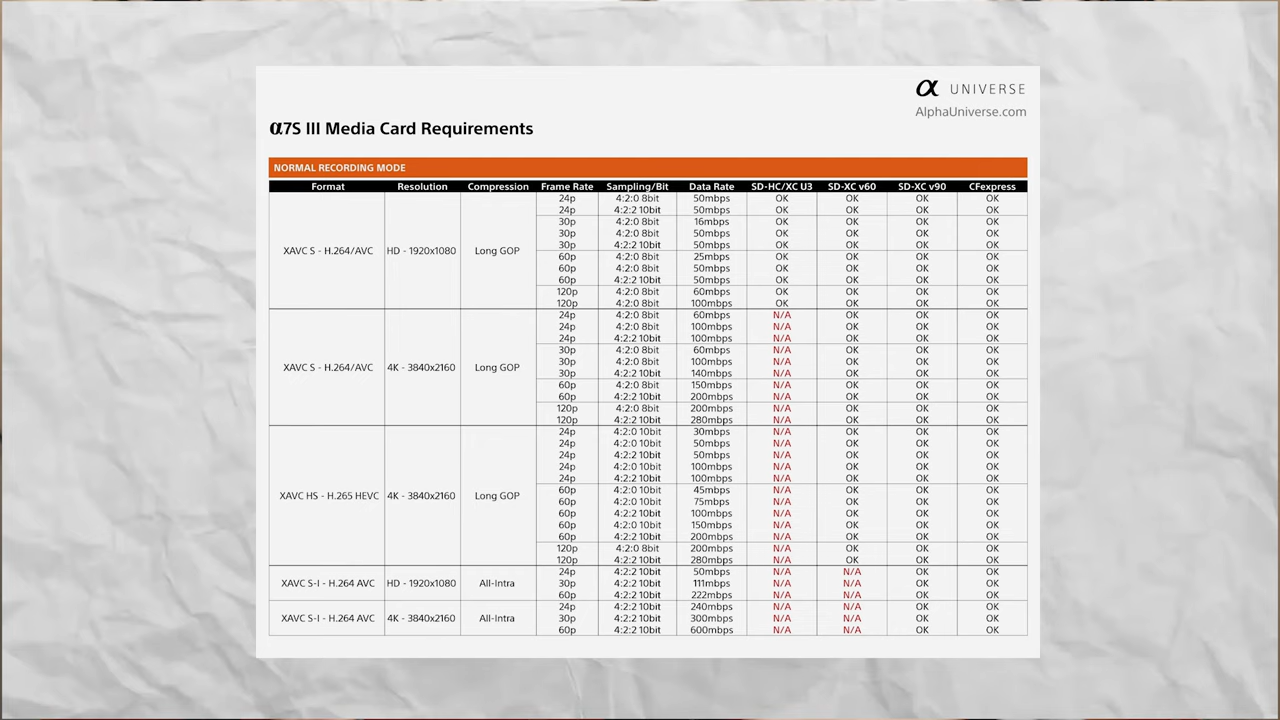 α UNIVERSE
AlphaUniverse.com
α7S III Media Card Requirements
NORMAL RECORDING MODE
Format Resolution Compression Frame Rate Sampling/Bit Data Rate SD-HC/XC U3 SD-XC v60 SD-XC v90 CFexpress
XAVC S - H.264/AVC HD - 1920x1080 Long GOP
24p 4:2:0 8bit 50mbps OK OK OK OK
24p 4:2:2 10bit 50mbps OK OK OK OK
30p 4:2:0 8bit 16mbps OK OK OK OK
30p 4:2:0 8bit 50mbps OK OK OK OK
30p 4:2:2 10bit 50mbps OK OK OK OK
60p 4:2:0 8bit 25mbps OK OK OK OK
60p 4:2:0 8bit 50mbps OK OK OK OK
60p 4:2:2 10bit 50mbps OK OK OK OK
120p 4:2:0 8bit 60mbps OK OK OK OK
120p 4:2:0 8bit 100mbps OK OK OK OK
XAVC S - H.264/AVC 4K - 3840x2160 Long GOP
24p 4:2:0 8bit 60mbps N/A OK OK OK
24p 4:2:0 8bit 100mbps N/A OK OK OK
24p 4:2:2 10bit 100mbps N/A OK OK OK
30p 4:2:0 8bit 60mbps N/A OK OK OK
30p 4:2:0 8bit 100mbps N/A OK OK OK
30p 4:2:2 10bit 140mbps N/A OK OK OK
60p 4:2:0 8bit 150mbps N/A OK OK OK
60p 4:2:2 10bit 200mbps N/A OK OK OK
120p 4:2:0 8bit 200mbps N/A OK OK OK
120p 4:2:2 10bit 280mbps N/A OK OK OK
XAVC HS - H.265 HEVC 4K - 3840x2160 Long GOP
24p 4:2:0 10bit 30mbps N/A OK OK OK
24p 4:2:0 10bit 50mbps N/A OK OK OK
24p 4:2:2 10bit 50mbps N/A OK OK OK
24p 4:2:0 10bit 100mbps N/A OK OK OK
24p 4:2:2 10bit 100mbps N/A OK OK OK
60p 4:2:0 10bit 45mbps N/A OK OK OK
60p 4:2:0 10bit 75mbps N/A OK OK OK
60p 4:2:2 10bit 100mbps N/A OK OK OK
60p 4:2:0 10bit 150mbps N/A OK OK OK
60p 4:2:2 10bit 200mbps N/A OK OK OK
120p 4:2:0 8bit 200mbps N/A OK OK OK
120p 4:2:2 10bit 280mbps N/A OK OK OK
XAVC S-I - H.264 AVC HD - 1920x1080 All-Intra
24p 4:2:2 10bit 50mbps N/A N/A OK OK
30p 4:2:2 10bit 111mbps N/A N/A OK OK
60p 4:2:2 10bit 222mbps N/A N/A OK OK
XAVC S-I - H.264 AVC 4K - 3840x2160 All-Intra
24p 4:2:2 10bit 240mbps N/A N/A OK OK
30p 4:2:2 10bit 300mbps N/A N/A OK OK
60p 4:2:2 10bit 600mbps N/A N/A OK OK